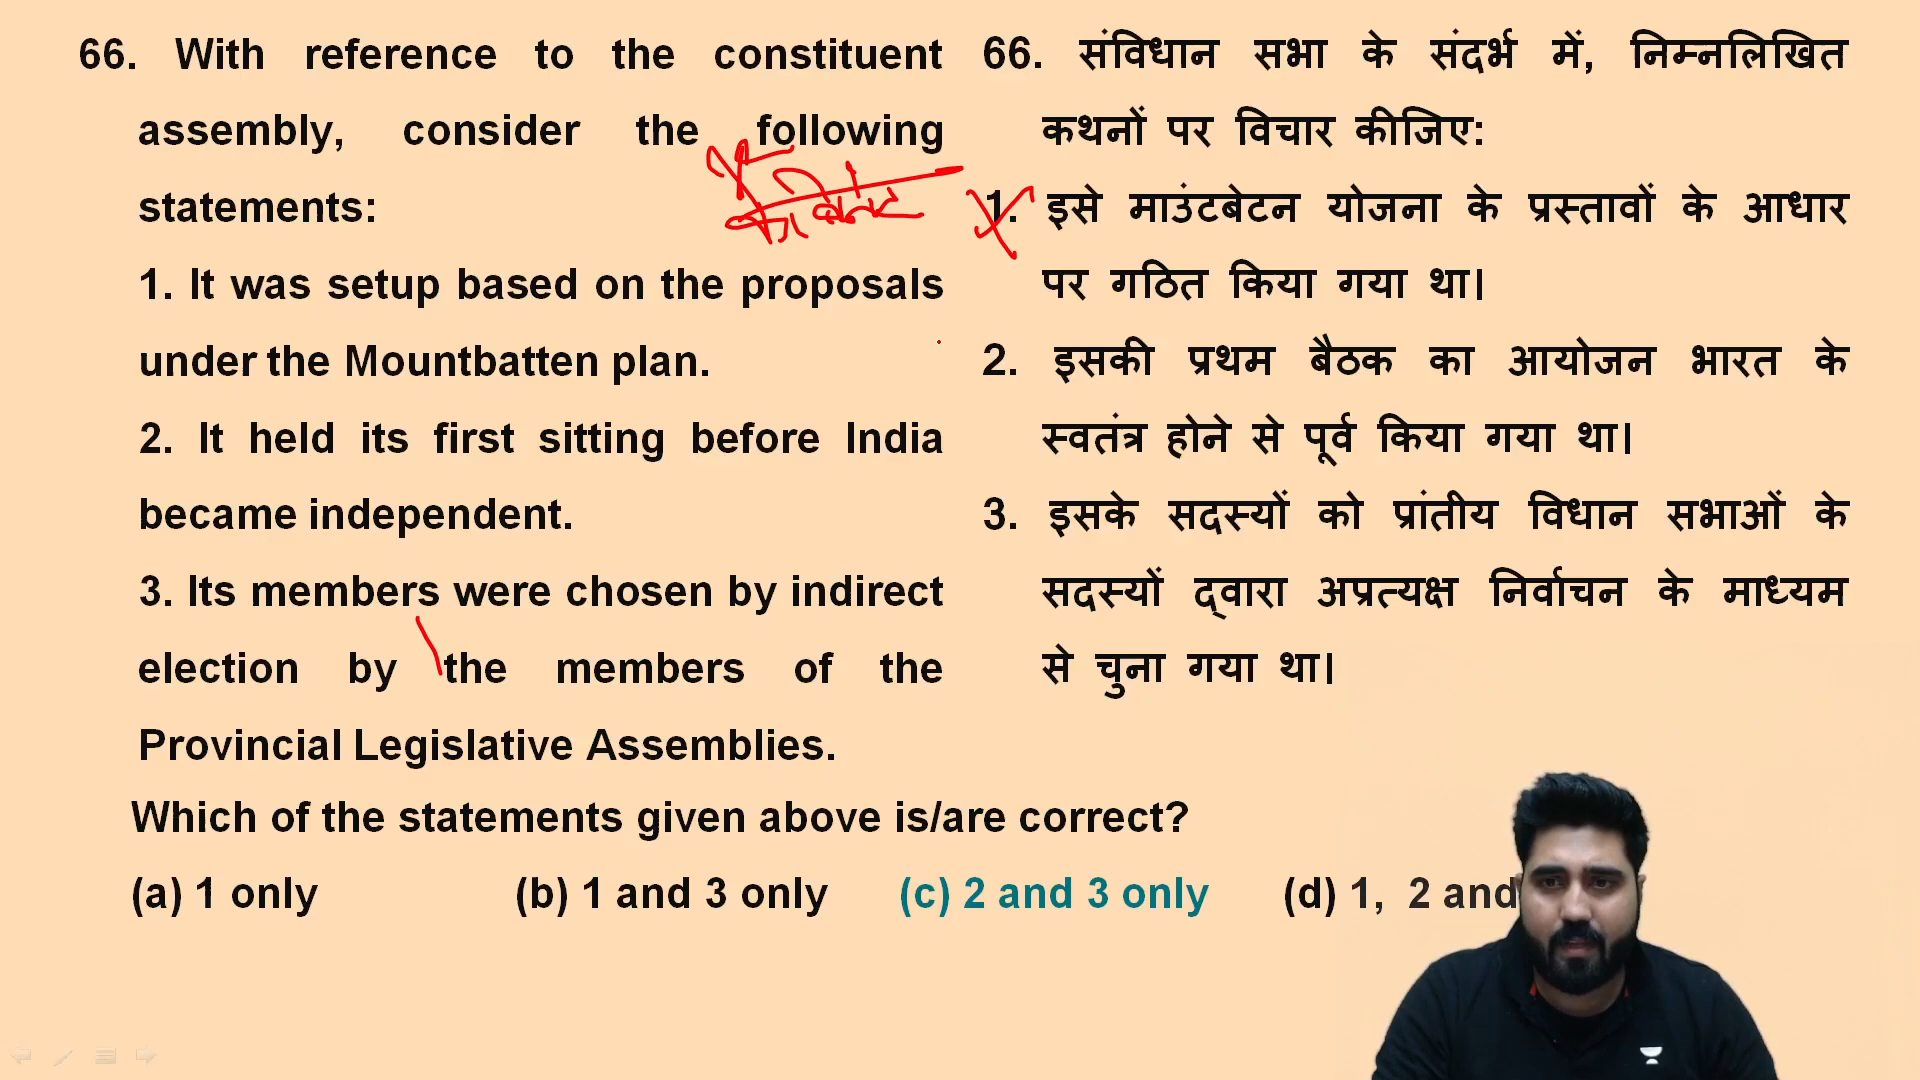 66. With reference to the constituent
assembly, consider the following
statements:
1. It was setup based on the proposals
under the Mountbatten plan.
2. It held its first sitting before India
became independent.
3. Its members were chosen by indirect
election by the members of the
Provincial Legislative Assemblies.
66. संविधान सभा के संदर्भ में, निम्नलिखित
कथनों पर विचार कीजिए:
1. इसे माउंटबेटन योजना के प्रस्तावों के आधार
पर गठित किया गया था।
2. इसकी प्रथम बैठक का आयोजन भारत के
स्वतंत्र होने से पूर्व किया गया था।
3. इसके सदस्यों को प्रांतीय विधान सभाओं के
सदस्यों द्वारा अप्रत्यक्ष निर्वाचन के माध्यम
से चुना गया था।
Which of the statements given above is/are correct?
(a) 1 only (b) 1 and 3 only (c) 2 and 3 only (d) 1, 2 and